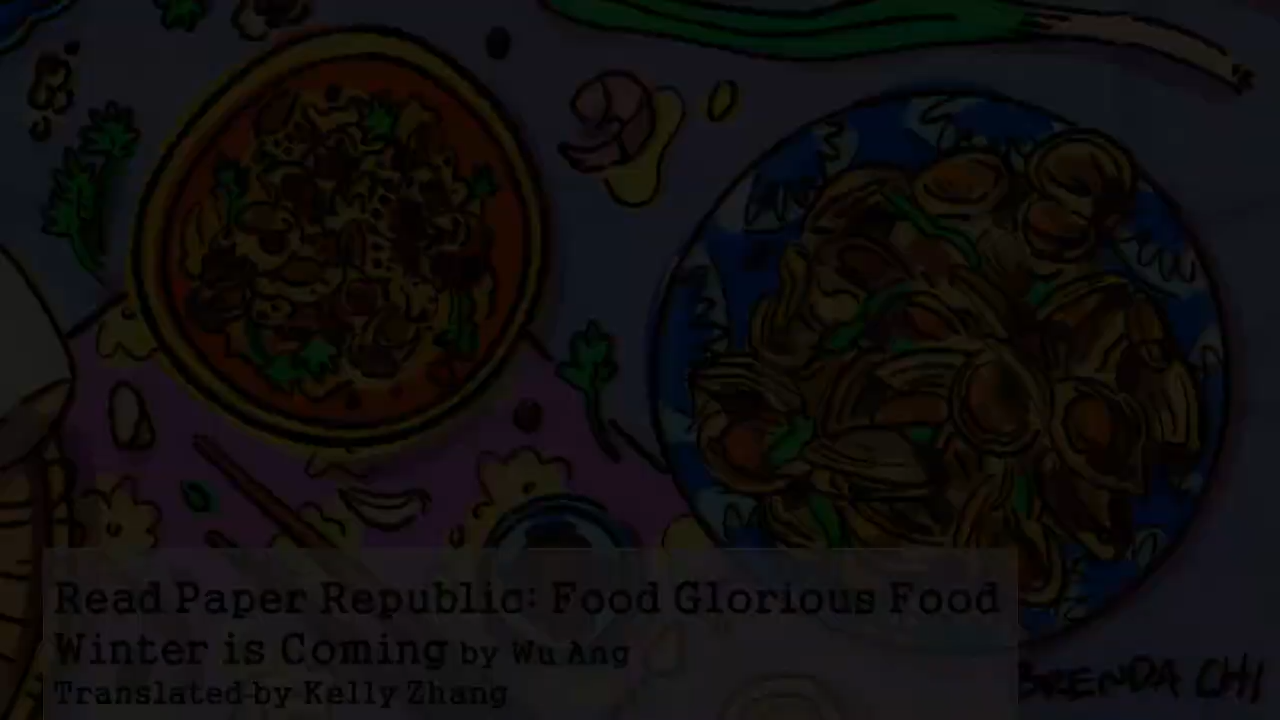 Read Paper Republic: Food Glorious Food
Winter is Coming by Wu Ang
Translated by Kelly Zhang
BRENDA CHI